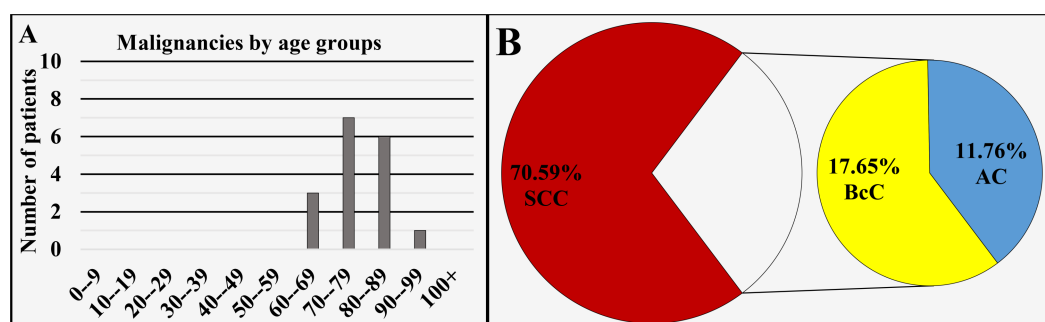 A
Malignancies by age groups
Number of patients
10
8
6
4
2
0
0--9
10--19
20--29
30--39
40--49
50--59
60--69
70--79
80--89
90--99
100+
B
70.59%
SCC
17.65%
BcC
11.76%
AC